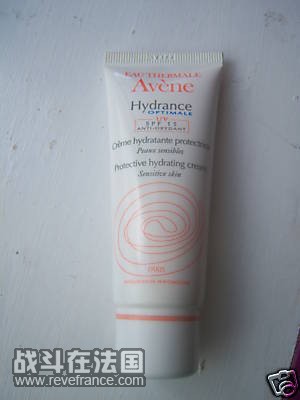 EAU THERMALE
Avène
Hydrance
OPTIMALE
UV
SPF 15
ANTI-OXYDANT
Crème hydratante protectrice
Peaux sensibles
Protective hydrating cream
Sensitive skin
PARIS
战斗在法国
www.revefrance.com